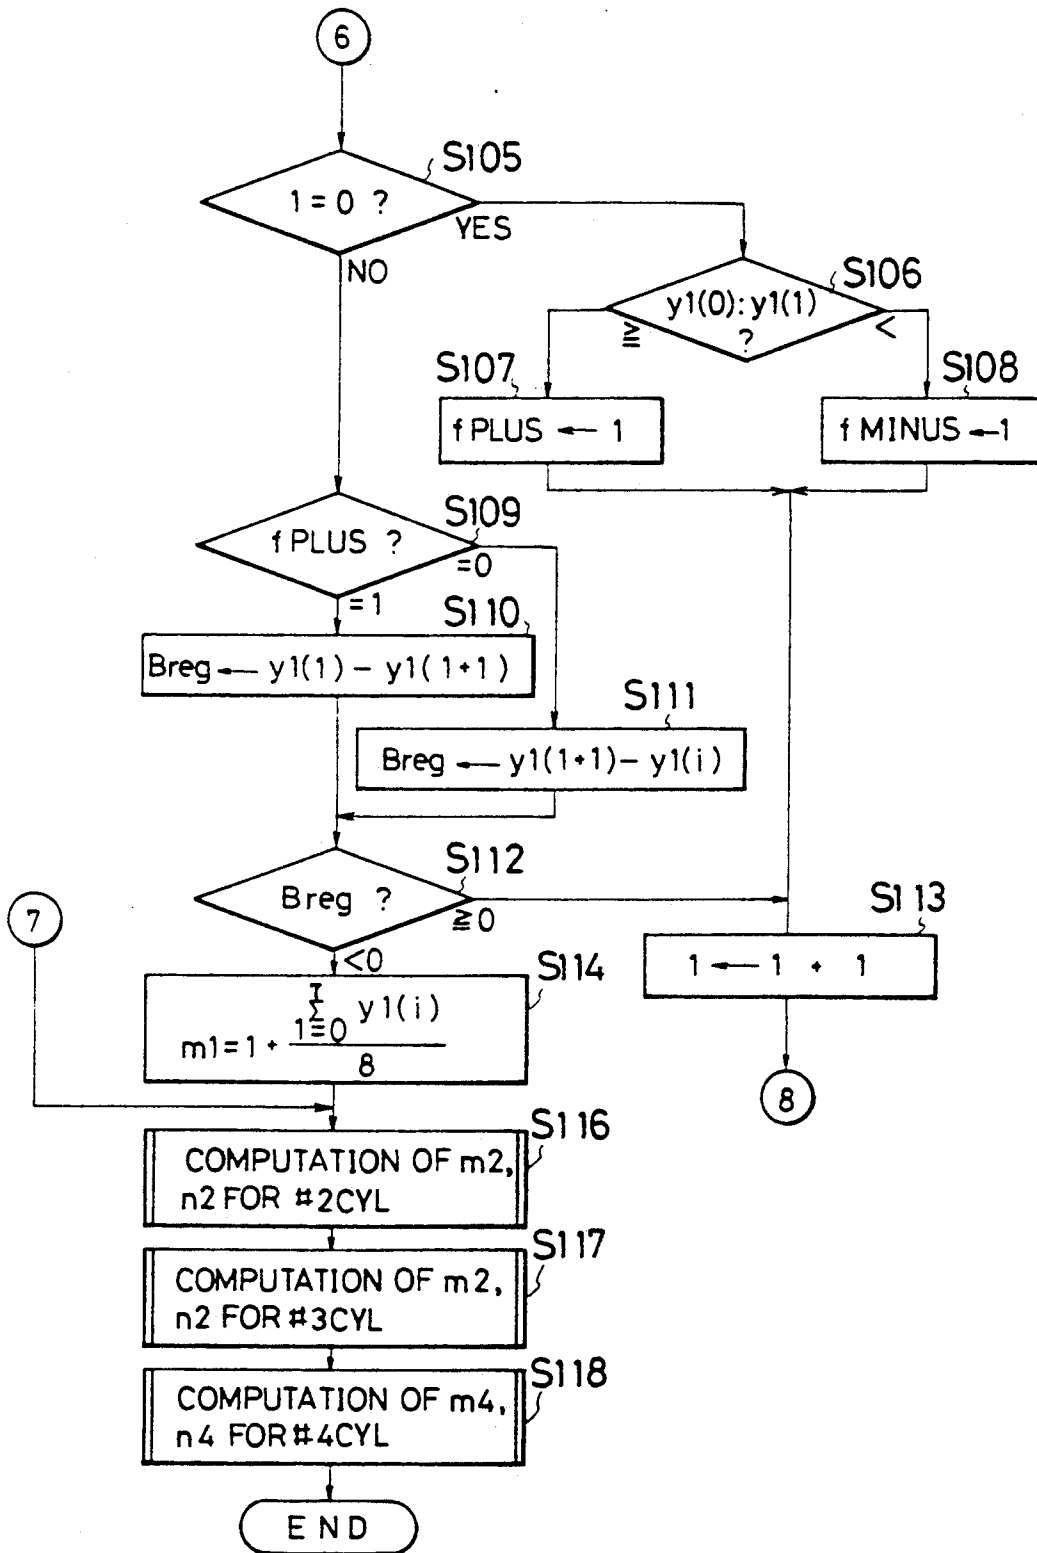 6
S105
1 = 0 ?
YES
NO
S106
y1(0):y1(1)
?
≧
<
S107
f PLUS ← 1
S108
f MINUS ← 1
S109
f PLUS ?
=0
=1
S110
Breg ← y1(1) - y1(1+1)
S111
Breg ← y1(1+1) - y1(i)
S112
Breg ?
≧0
<0
7
S113
1 ← 1 + 1
8
S114
m1 = 1 + I Σ 1=0 y1(i) / 8
S116
COMPUTATION OF m2,
n2 FOR #2CYL
S117
COMPUTATION OF m2,
n2 FOR #3CYL
S118
COMPUTATION OF m4,
n4 FOR #4CYL
END